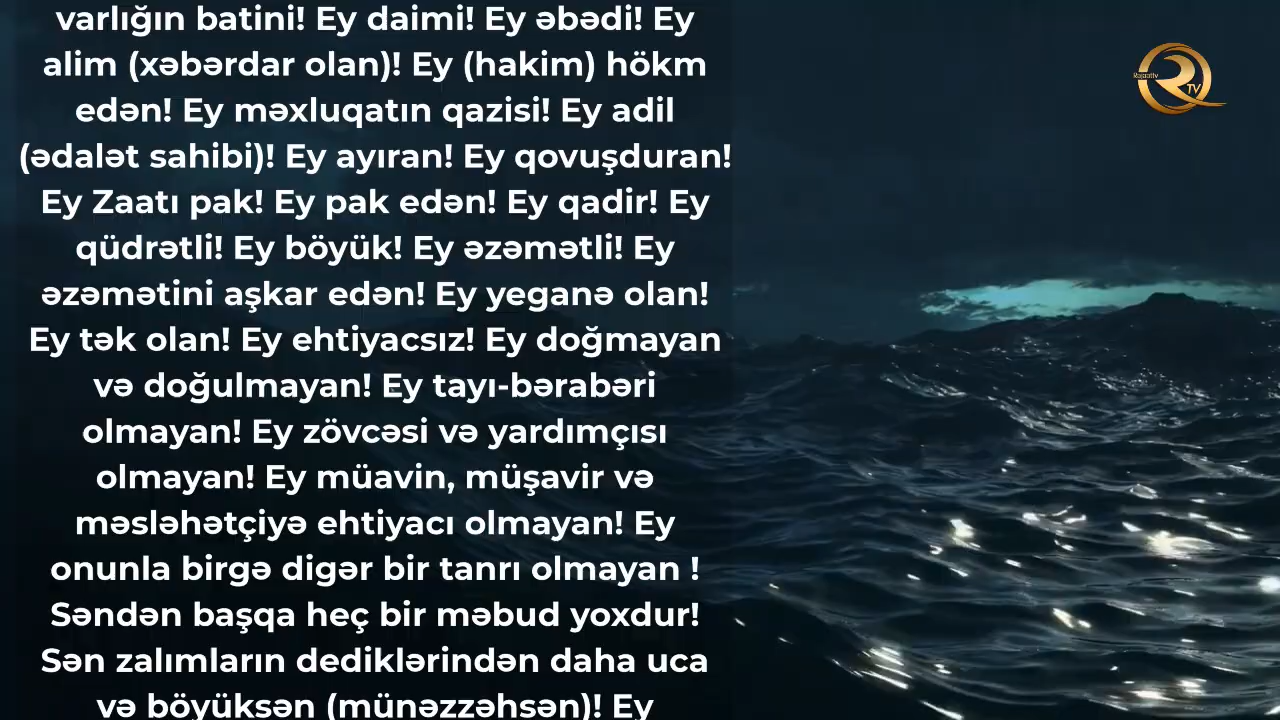 varlığın batini! Ey daimi! Ey əbədi! Ey
alim (xəbərdar olan)! Ey (hakim) hökm
edən! Ey məxluqatın qazisi! Ey adil
(ədalət sahibi)! Ey ayıran! Ey qovuşduran!
Ey Zaatı pak! Ey pak edən! Ey qadir! Ey
qüdrətli! Ey böyük! Ey əzəmətli! Ey
əzəmətini aşkar edən! Ey yeganə olan!
Ey tək olan! Ey ehtiyacsız! Ey doğmayan
və doğulmayan! Ey tayı-bərabəri
olmayan! Ey zövcəsi və yardımçısı
olmayan! Ey müavin, müşavir və
məsləhətçiyə ehtiyacı olmayan! Ey
onunla birgə digər bir tanrı olmayan !
Səndən başqa heç bir məbud yoxdur!
Sən zalımların dediklərindən daha uca
və böyüksən (münəzzəhsən)! Ey
R
TV